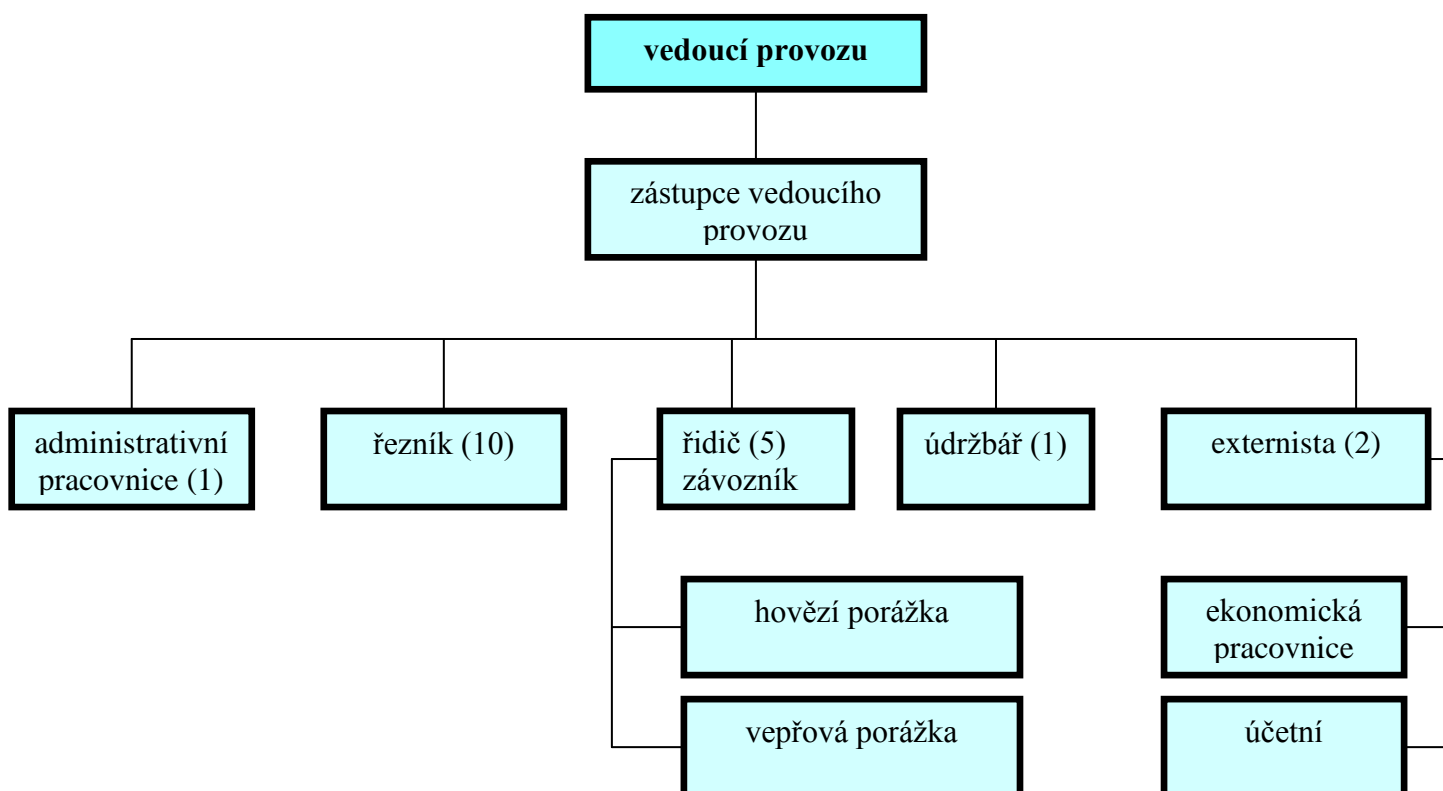 vedoucí provozu
zástupce vedoucího
provozu
administrativní
pracovnice (1)
řezník (10)
řidič (5)
závozník
údržbář (1)
externista (2)
hovězí porážka
ekonomická
pracovnice
vepřová porážka
účetní